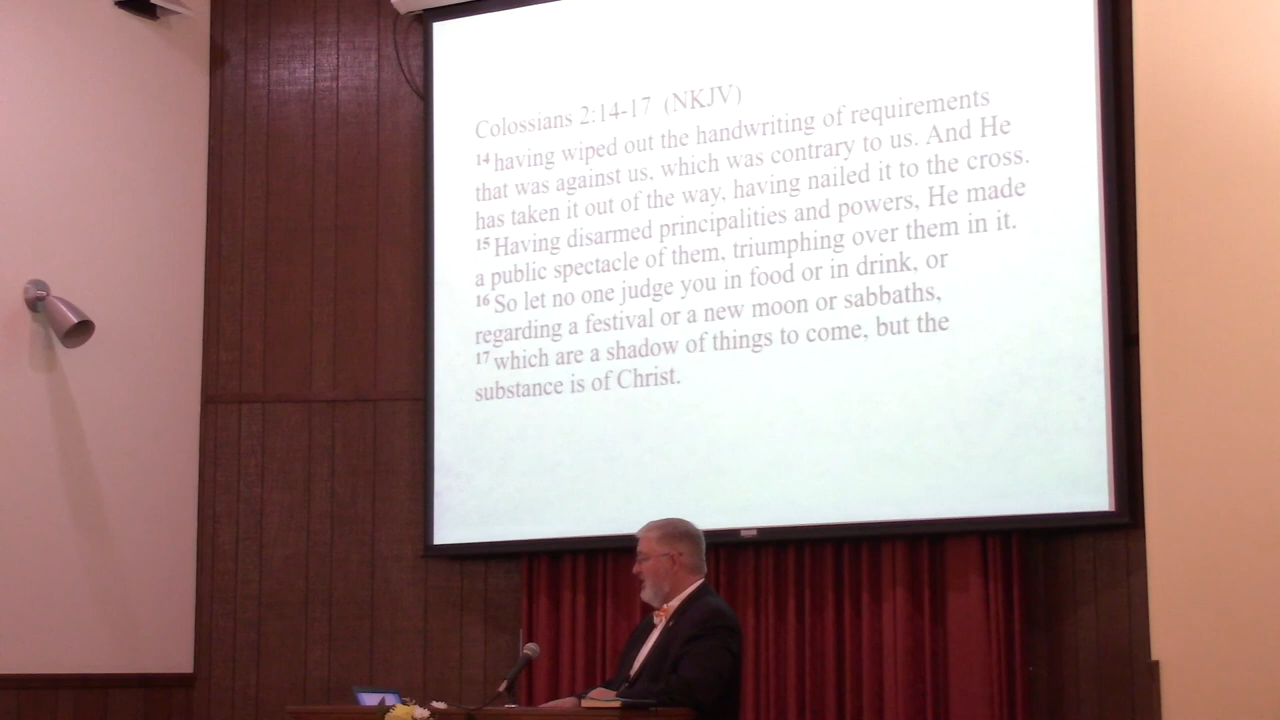 Colossians 2:14-17 (NKJV)
14 having wiped out the handwriting of requirements
that was against us, which was contrary to us. And He
has taken it out of the way, having nailed it to the cross.
15 Having disarmed principalities and powers, He made
a public spectacle of them, triumphing over them in it.
16 So let no one judge you in food or in drink, or
regarding a festival or a new moon or sabbaths,
17 which are a shadow of things to come, but the
substance is of Christ.